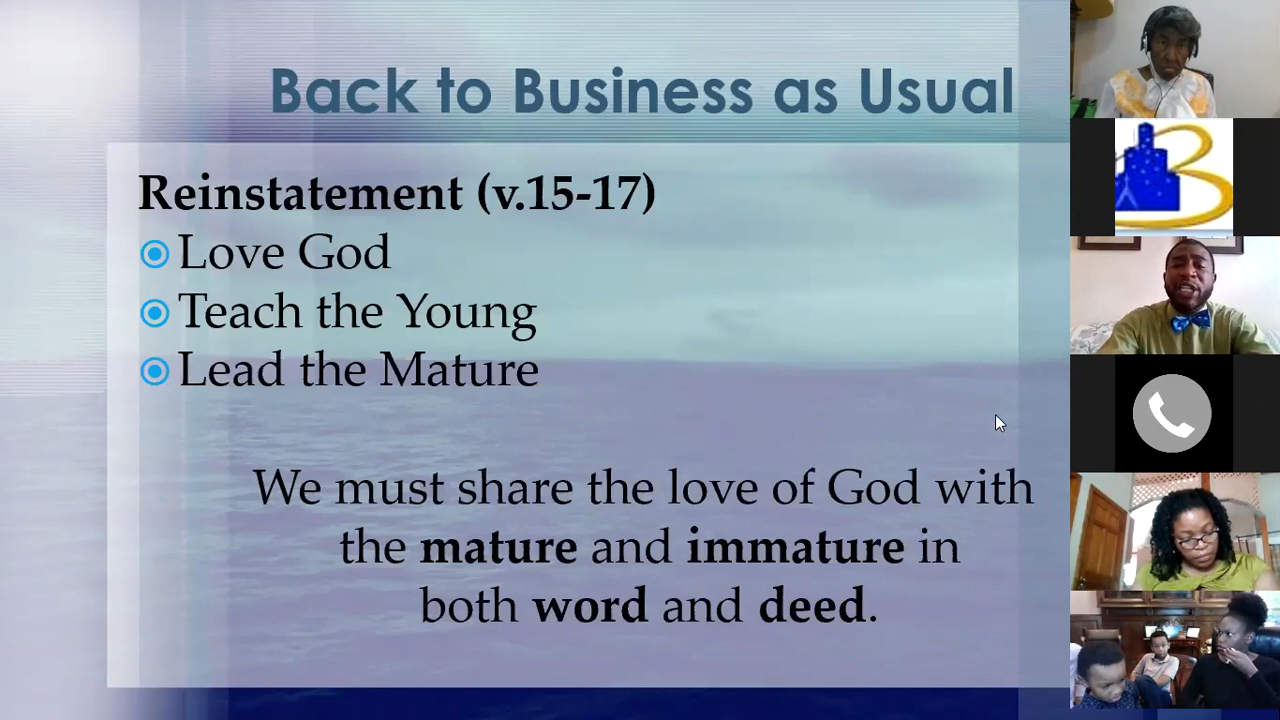 Back to Business as Usual
Reinstatement (v.15-17)
Love God
Teach the Young
Lead the Mature
We must share the love of God with
the mature and immature in
both word and deed.
B